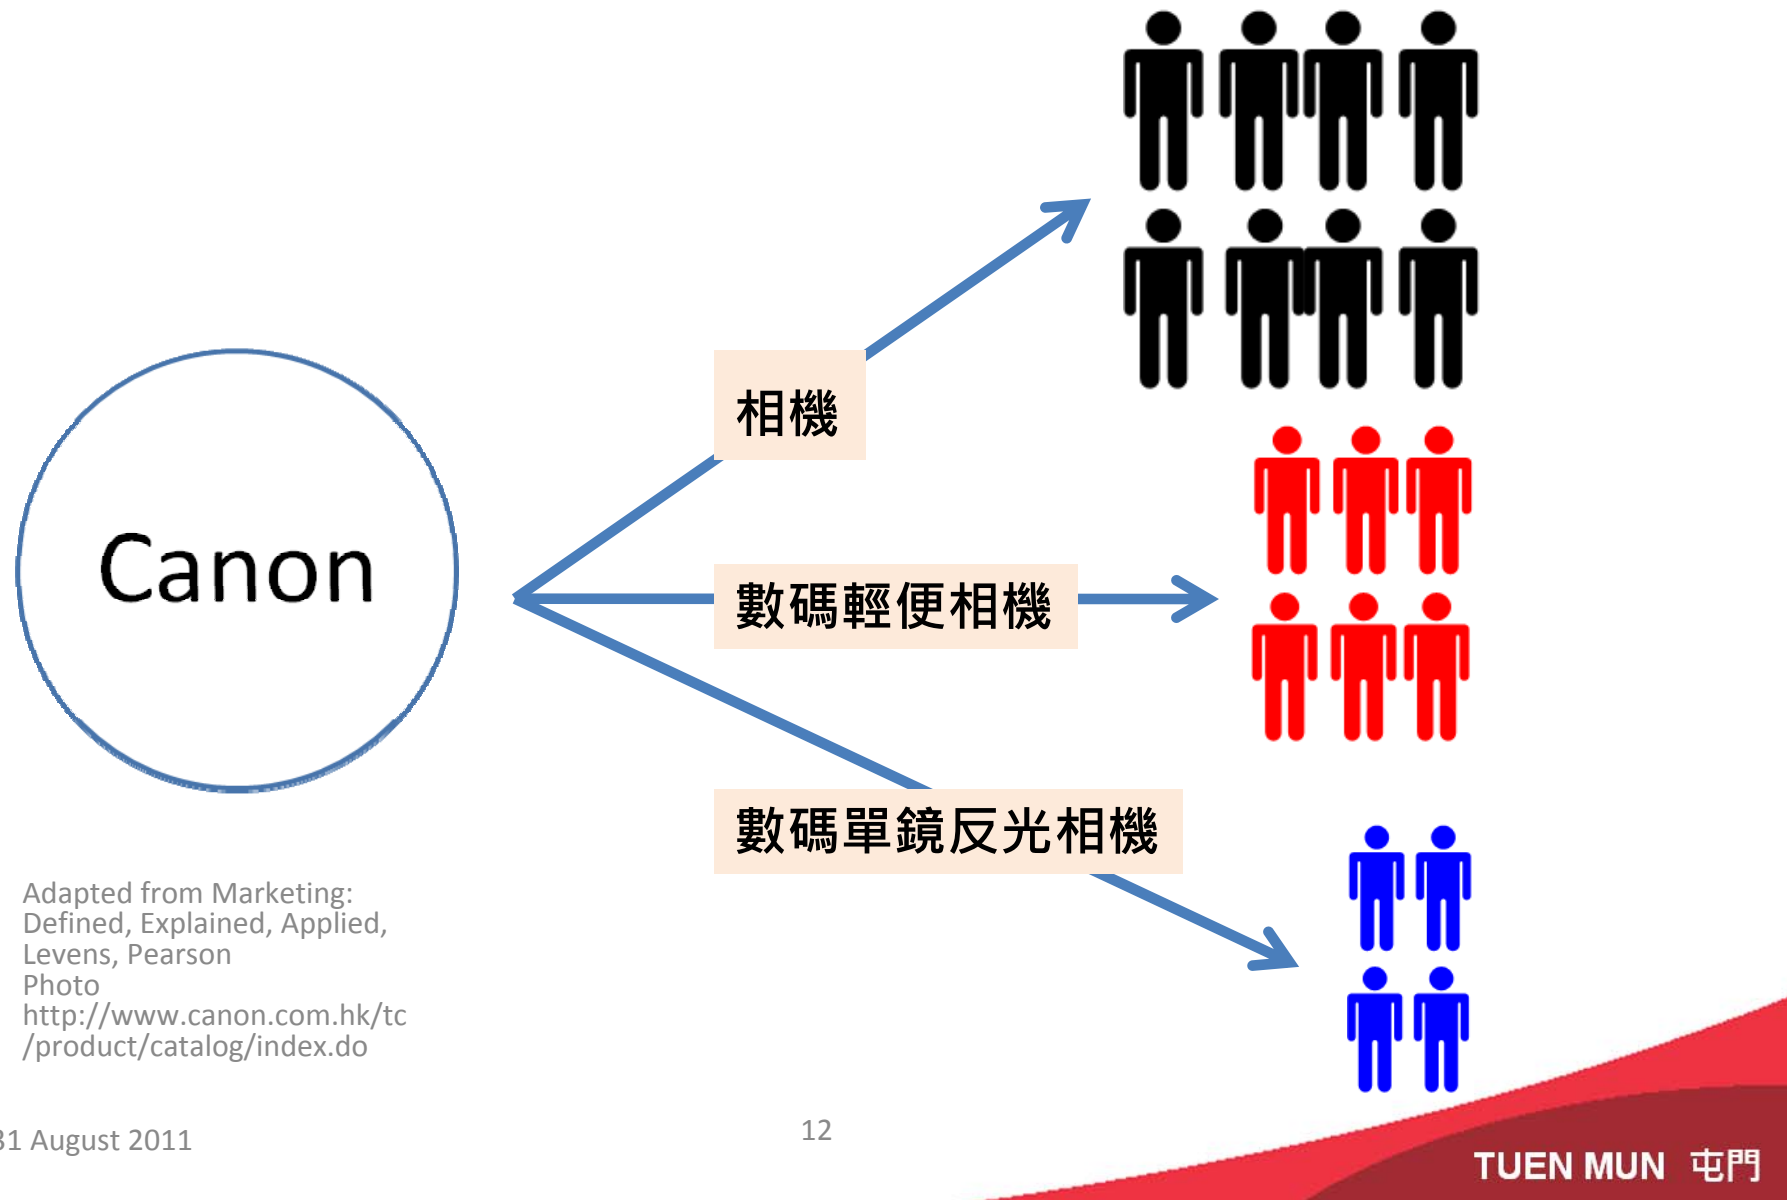 相機
Canon
數碼輕便相機
數碼單鏡反光相機
Adapted from Marketing:
Defined, Explained, Applied,
Levens, Pearson
Photo
http://www.canon.com.hk/tc
/product/catalog/index.do
31 August 2011
12
TUEN MUN 屯門